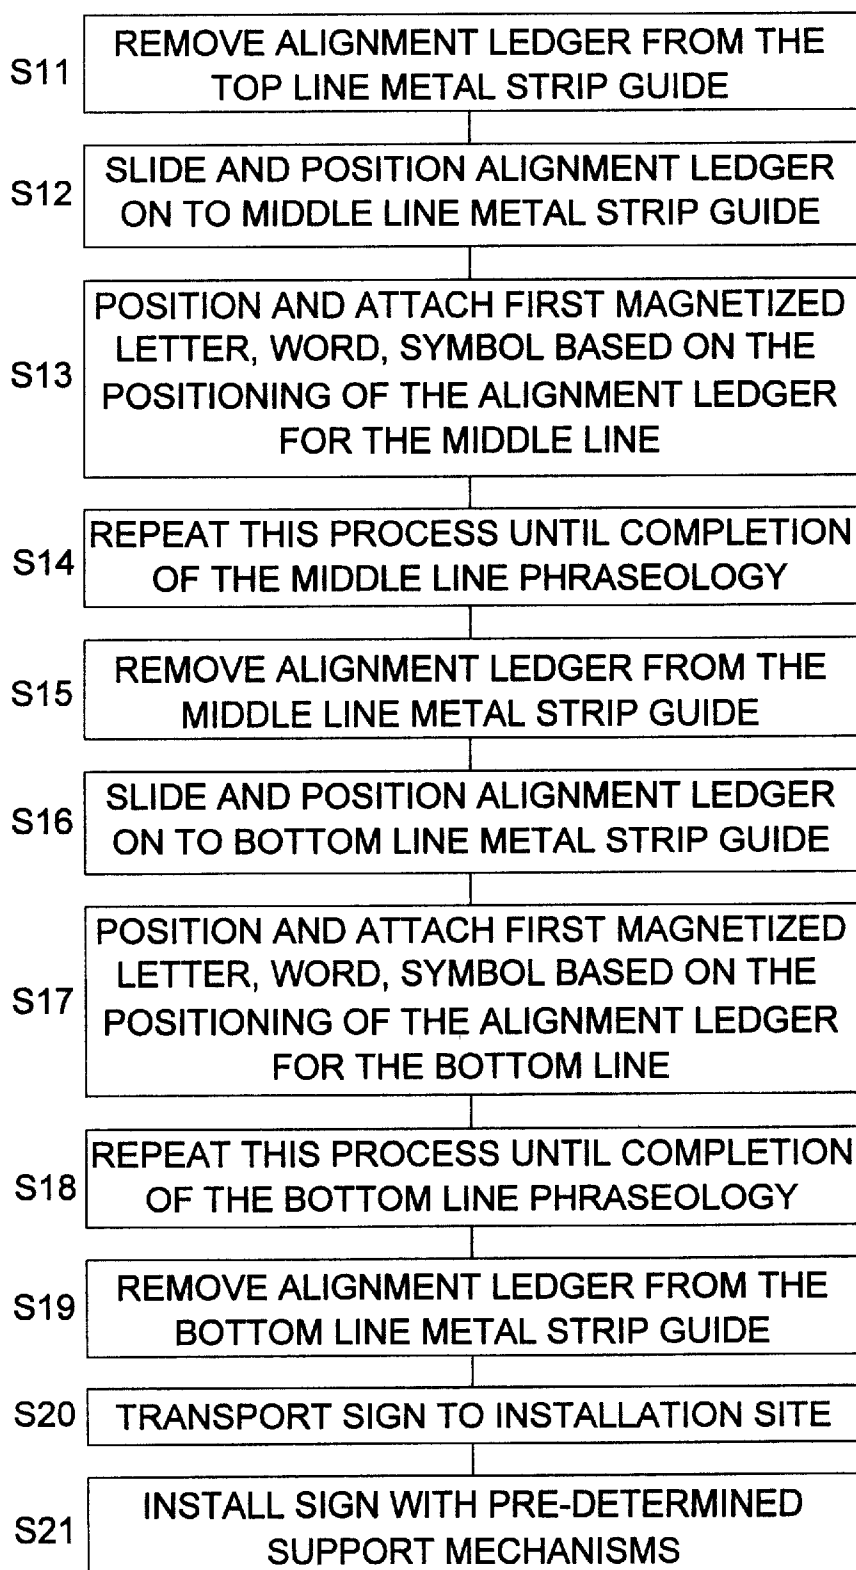 S11
REMOVE ALIGNMENT LEDGER FROM THE
TOP LINE METAL STRIP GUIDE
S12
SLIDE AND POSITION ALIGNMENT LEDGER
ON TO MIDDLE LINE METAL STRIP GUIDE
S13
POSITION AND ATTACH FIRST MAGNETIZED
LETTER, WORD, SYMBOL BASED ON THE
POSITIONING OF THE ALIGNMENT LEDGER
FOR THE MIDDLE LINE
S14
REPEAT THIS PROCESS UNTIL COMPLETION
OF THE MIDDLE LINE PHRASEOLOGY
S15
REMOVE ALIGNMENT LEDGER FROM THE
MIDDLE LINE METAL STRIP GUIDE
S16
SLIDE AND POSITION ALIGNMENT LEDGER
ON TO BOTTOM LINE METAL STRIP GUIDE
S17
POSITION AND ATTACH FIRST MAGNETIZED
LETTER, WORD, SYMBOL BASED ON THE
POSITIONING OF THE ALIGNMENT LEDGER
FOR THE BOTTOM LINE
S18
REPEAT THIS PROCESS UNTIL COMPLETION
OF THE BOTTOM LINE PHRASEOLOGY
S19
REMOVE ALIGNMENT LEDGER FROM THE
BOTTOM LINE METAL STRIP GUIDE
S20
TRANSPORT SIGN TO INSTALLATION SITE
S21
INSTALL SIGN WITH PRE-DETERMINED
SUPPORT MECHANISMS